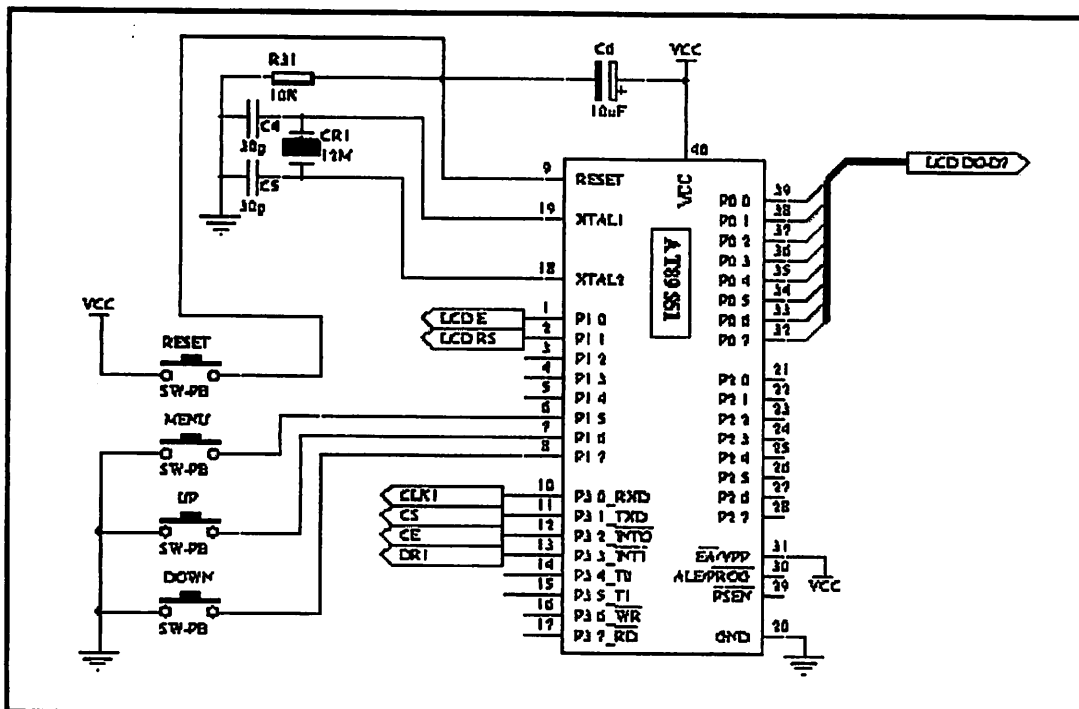 R31
10K
C4
30p
C5
30p
CR1
12M
C6
10uF
VCC
VCC
RESET
SW-PB
MENU
SW-PB
UP
SW-PB
DOWN
SW-PB
LCD E
LCD RS
CLK1
CS
CE
DR1
9 RESET
19 XTAL1
18 XTAL2
1 P1 0
2 P1 1
3 P1 2
4 P1 3
5 P1 4
6 P1 5
7 P1 6
8 P1 7
10 P3 0_RXD
11 P3 1_TXD
12 P3 2_INT0
13 P3 3_INT1
14 P3 4_T0
15 P3 5_T1
16 P3 6_WR
17 P3 7_RD
40
VCC
AT89S51
P0 0 39
P0 1 38
P0 2 37
P0 3 36
P0 4 35
P0 5 34
P0 6 33
P0 7 32
LCD D0-D7
P2 0 21
P2 1 22
P2 2 23
P2 3 24
P2 4 25
P2 5 26
P2 6 27
P2 7 28
EA/VPP 31
ALE/PROG 30
PSEN 29
VCC
GND 20